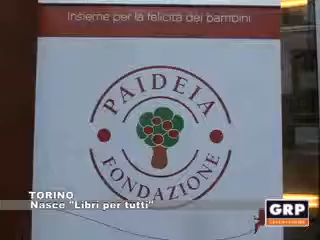 Insieme per la felicità dei bambini
PAIDEIA
FONDAZIONE
TORINO
Nasce "Libri per tutti"
GRP